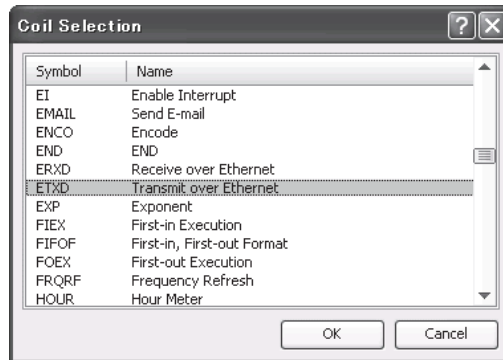 Coil Selection
Symbol Name
EI Enable Interrupt
EMAIL Send E-mail
ENCO Encode
END END
ERXD Receive over Ethernet
ETXD Transmit over Ethernet
EXP Exponent
FIEX First-in Execution
FIFOF First-in, First-out Format
FOEX First-out Execution
FRQRF Frequency Refresh
HOUR Hour Meter
OK Cancel